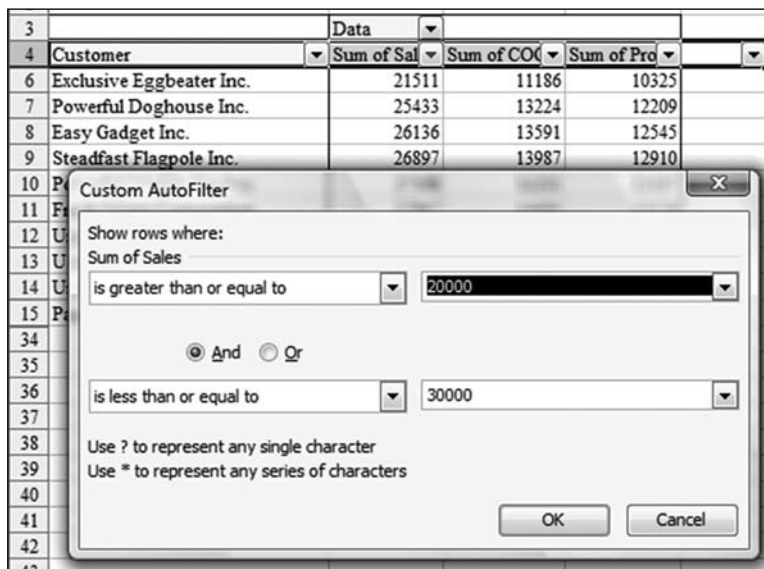 3 Data
4 Customer Sum of Sal Sum of COG Sum of Pro
6 Exclusive Eggbeater Inc. 21511 11186 10325
7 Powerful Doghouse Inc. 25433 13224 12209
8 Easy Gadget Inc. 26136 13591 12545
9 Steadfast Flagpole Inc. 26897 13987 12910
10
11
12
13
14
15
34
35
36
37
38
39
40
41
42
Custom AutoFilter
Show rows where:
Sum of Sales
is greater than or equal to 20000
And Or
is less than or equal to 30000
Use ? to represent any single character
Use * to represent any series of characters
OK Cancel